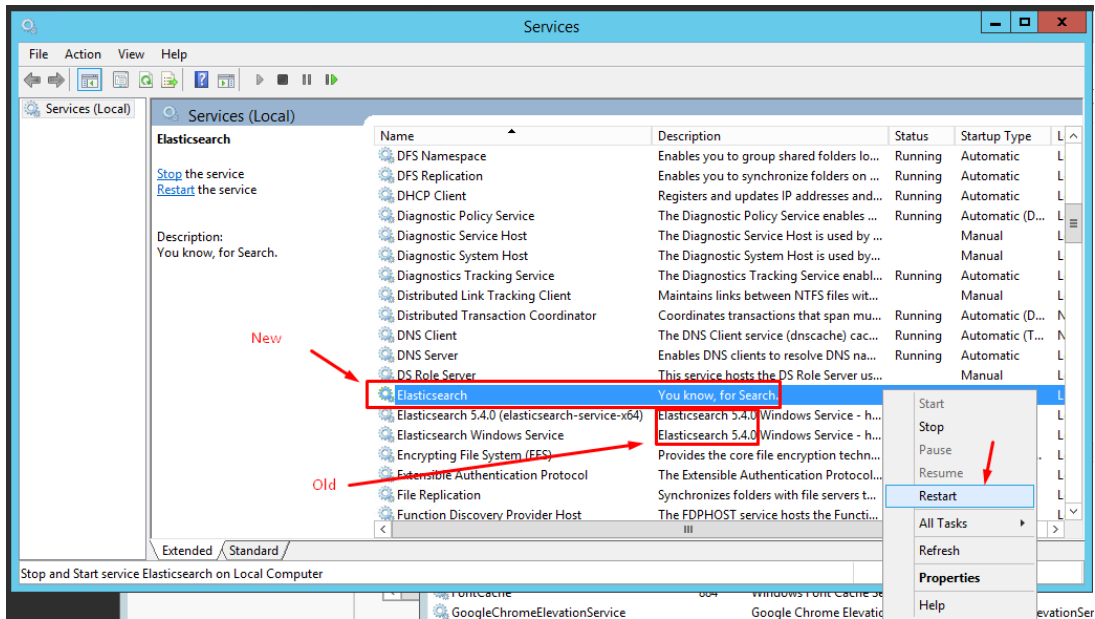 Services
File Action View Help
Services (Local)
Services (Local)
Elasticsearch
Stop the service
Restart the service
Description:
You know, for Search.
Name Description Status Startup Type L
DFS Namespace Enables you to group shared folders lo... Running Automatic L
DFS Replication Enables you to synchronize folders on ... Running Automatic L
DHCP Client Registers and updates IP addresses and... Running Automatic L
Diagnostic Policy Service The Diagnostic Policy Service enables ... Running Automatic (D... L
Diagnostic Service Host The Diagnostic Service Host is used by ... Manual L
Diagnostic System Host The Diagnostic System Host is used by... Manual L
Diagnostics Tracking Service The Diagnostics Tracking Service enabl... Running Automatic L
Distributed Link Tracking Client Maintains links between NTFS files wit... Manual L
Distributed Transaction Coordinator Coordinates transactions that span mu... Running Automatic (D... N
New
DNS Client The DNS Client service (dnscache) cac... Running Automatic (T... N
DNS Server Enables DNS clients to resolve DNS na... Running Automatic L
DS Role Server This service hosts the DS Role Server us... Manual L
Elasticsearch You know, for Search. L
Elasticsearch 5.4.0 (elasticsearch-service-x64) Elasticsearch 5.4.0 Windows Service - h... L
Elasticsearch Windows Service Elasticsearch 5.4.0 Windows Service - h... L
Encrypting File System (EFS) Provides the core file encryption techn... L
Extensible Authentication Protocol The Extensible Authentication Protocol... L
Old
File Replication Synchronizes folders with file servers t... L
Function Discovery Provider Host The FDPHOST service hosts the Functi... L
Start
Stop
Pause
Resume
Restart
All Tasks
Refresh
Properties
Help
Extended Standard
Stop and Start service Elasticsearch on Local Computer
GoogleChromeElevationService Google Chrome Elevatio